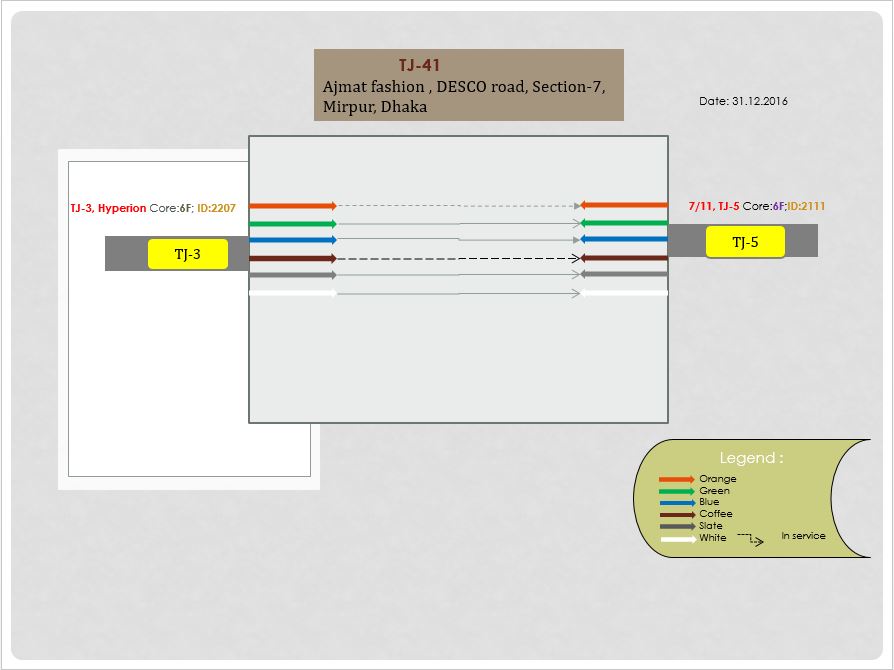 TJ-41
Ajmat fashion , DESCO road, Section-7,
Mirpur, Dhaka
Date: 31.12.2016
TJ-3, Hyperion Core:6F; ID:2207
7/11, TJ-5 Core:6F;ID:2111
TJ-3
TJ-5
Legend :
Orange
Green
Blue
Coffee
Slate
White
In service